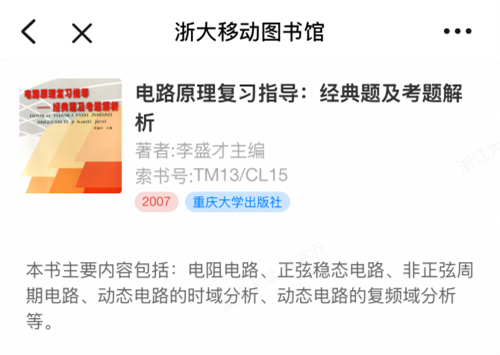 浙大移动图书馆
电路原理复习指导
——经典题及考题解析
电路原理复习指导：经典题及考题解
析
著者:李盛才主编
索书号:TM13/CL15
2007 重庆大学出版社
本书主要内容包括：电阻电路、正弦稳态电路、非正弦周
期电路、动态电路的时域分析、动态电路的复频域分析
等。